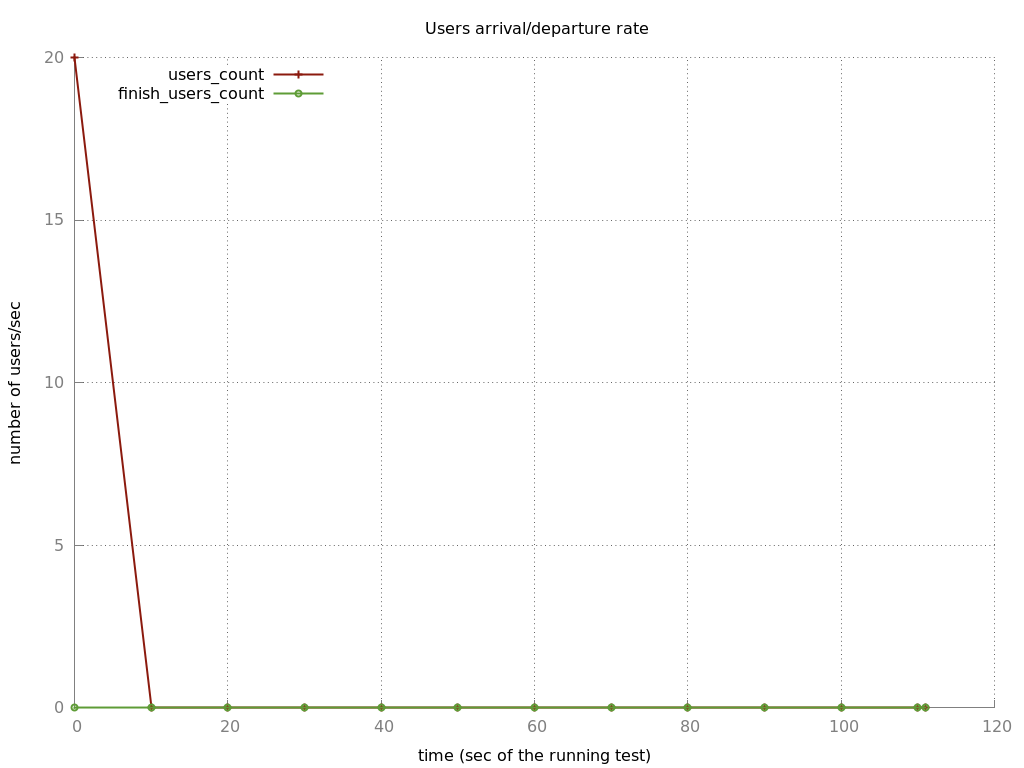 Users arrival/departure rate
users_count
finish_users_count
number of users/sec
20
15
10
5
0
0 20 40 60 80 100 120
time (sec of the running test)